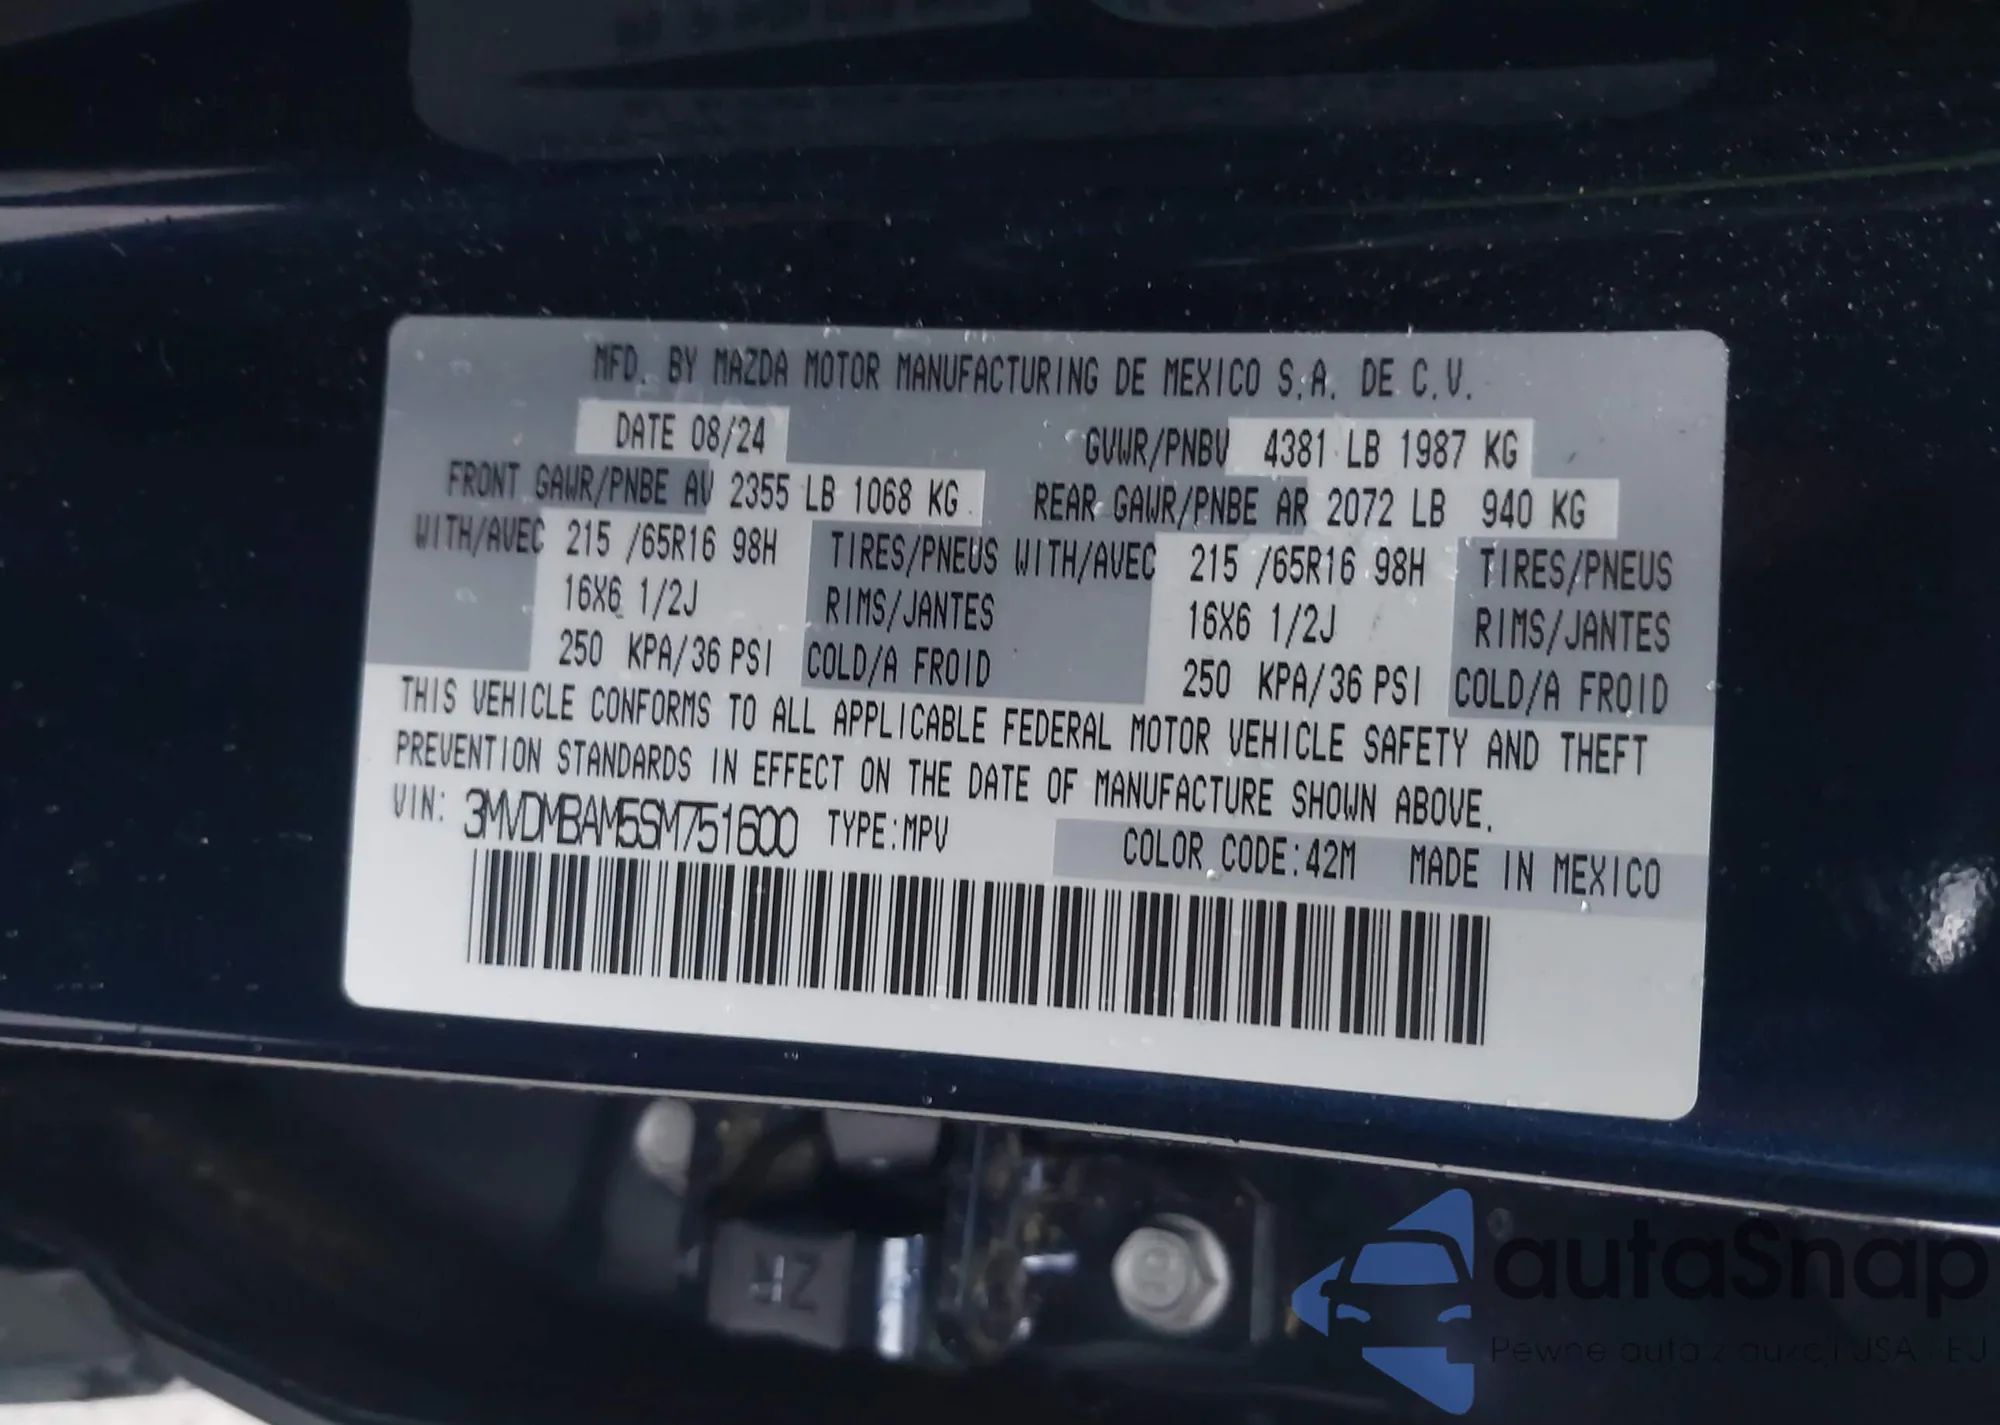 MFD. BY MAZDA MOTOR MANUFACTURING DE MEXICO S.A. DE C.V.
DATE 08/24 GVWR/PNBV 4381 LB 1987 KG
FRONT GAWR/PNBE AV 2355 LB 1068 KG REAR GAWR/PNBE AR 2072 LB 940 KG
WITH/AVEC 215 /65R16 98H TIRES/PNEUS WITH/AVEC 215 /65R16 98H TIRES/PNEUS
16X6 1/2J RIMS/JANTES 16X6 1/2J RIMS/JANTES
250 KPA/36 PSI COLD/A FROID 250 KPA/36 PSI COLD/A FROID
THIS VEHICLE CONFORMS TO ALL APPLICABLE FEDERAL MOTOR VEHICLE SAFETY AND THEFT
PREVENTION STANDARDS IN EFFECT ON THE DATE OF MANUFACTURE SHOWN ABOVE.
VIN: 3MVDMBAM5SM751600 TYPE:MPV COLOR CODE:42M MADE IN MEXICO
autaSnap
Pewne auta z aukcji USA